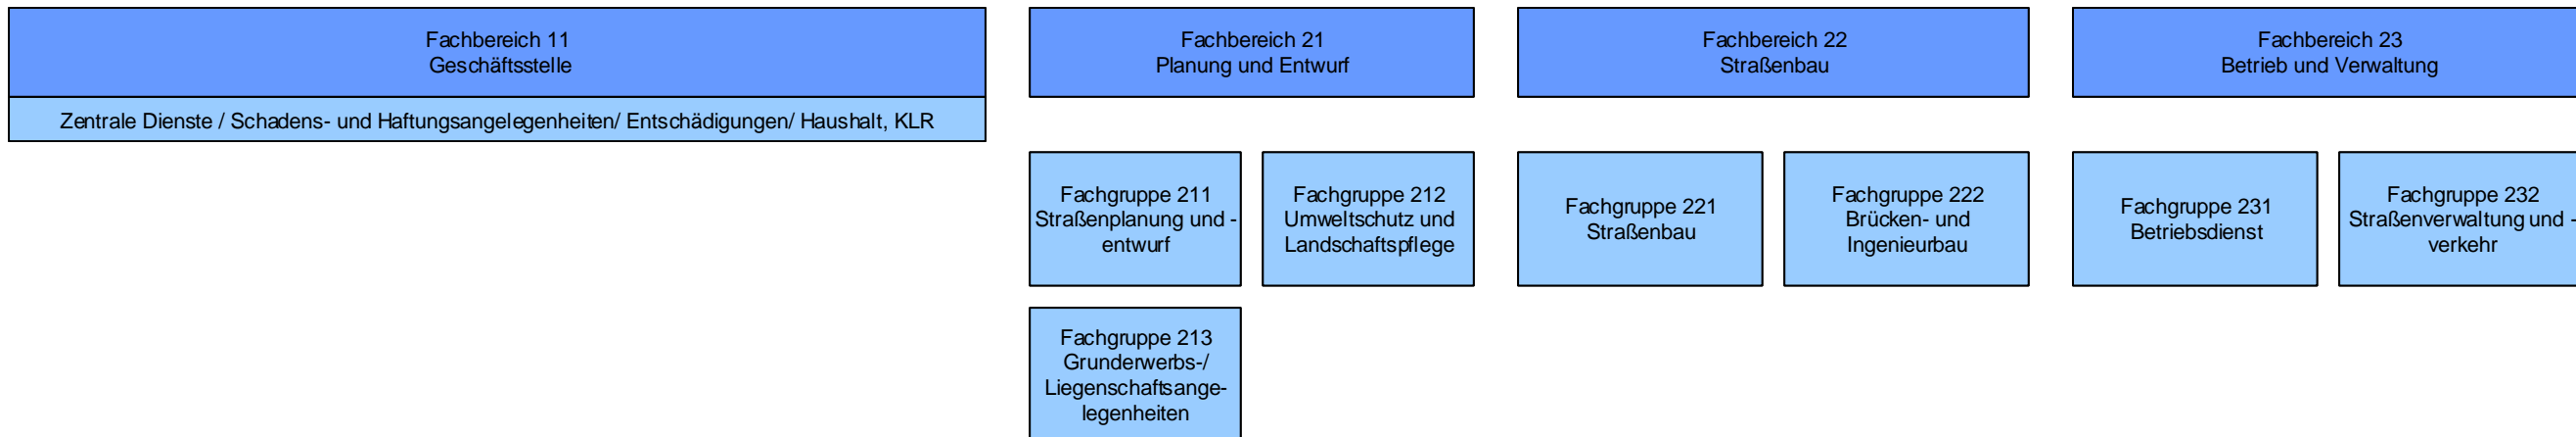 Fachbereich 11
Geschäftsstelle
Zentrale Dienste / Schadens- und Haftungsangelegenheiten/ Entschädigungen/ Haushalt, KLR
Fachbereich 21
Planung und Entwurf
Fachgruppe 211
Straßenplanung und -
entwurf
Fachgruppe 212
Umweltschutz und
Landschaftspflege
Fachgruppe 213
Grunderwerbs-/
Liegenschaftsange-
legenheiten
Fachbereich 22
Straßenbau
Fachgruppe 221
Straßenbau
Fachgruppe 222
Brücken- und
Ingenieurbau
Fachbereich 23
Betrieb und Verwaltung
Fachgruppe 231
Betriebsdienst
Fachgruppe 232
Straßenverwaltung und -
verkehr